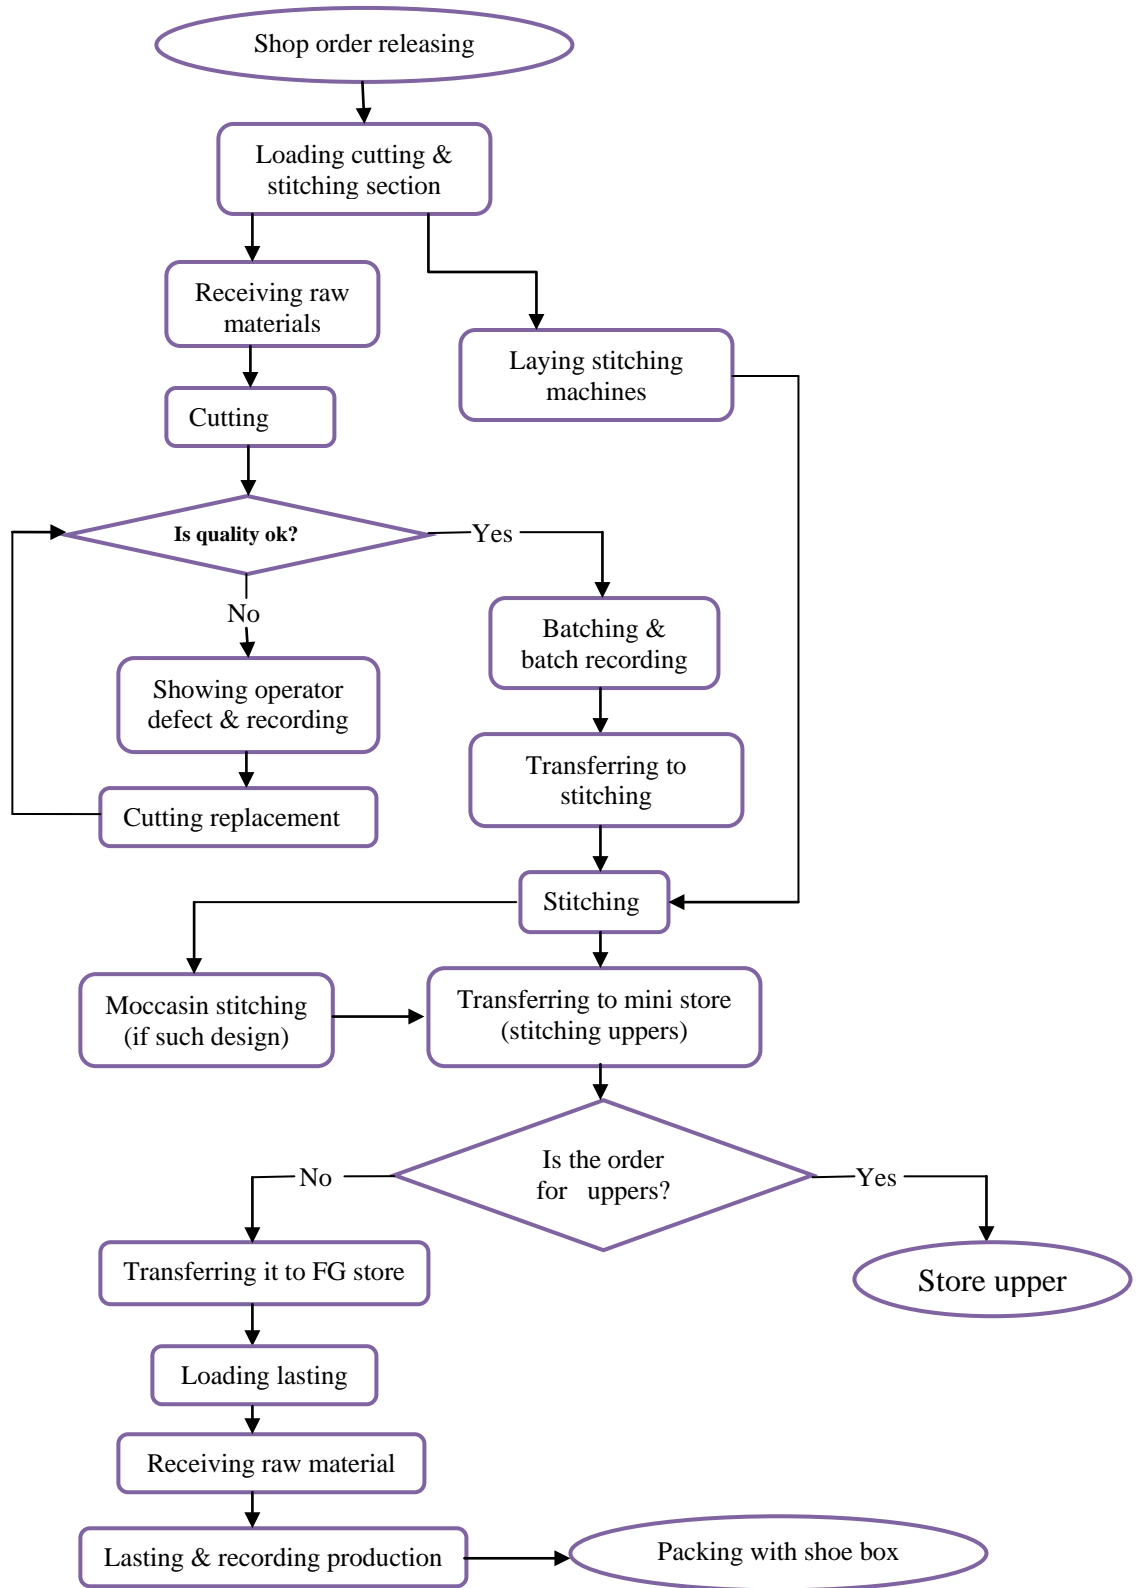 Shop order releasing
Loading cutting &
stitching section
Receiving raw
materials
Laying stitching
machines
Cutting
Is quality ok?
Yes
No
Batching &
batch recording
Showing operator
defect & recording
Transferring to
stitching
Cutting replacement
Stitching
Moccasin stitching
(if such design)
Transferring to mini store
(stitching uppers)
Is the order
for uppers?
No
Yes
Transferring it to FG store
Store upper
Loading lasting
Receiving raw material
Lasting & recording production
Packing with shoe box